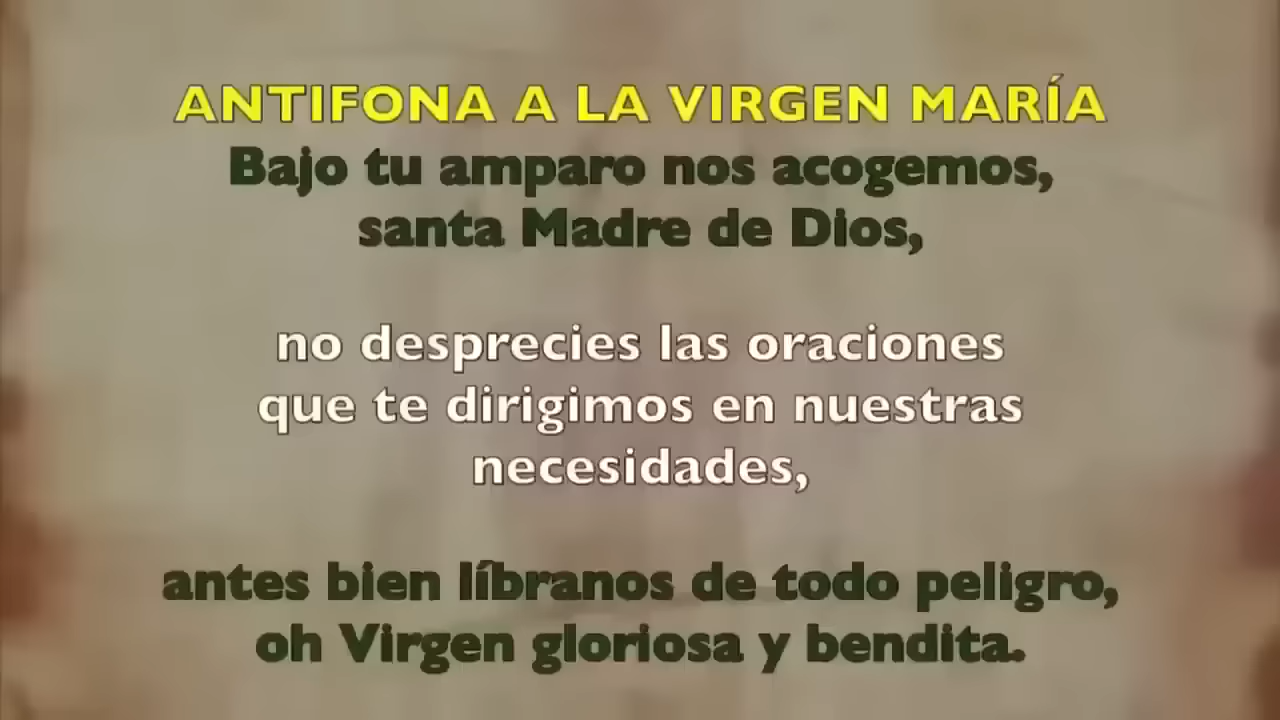 ANTIFONA A LA VIRGEN MARÍA
Bajo tu amparo nos acogemos,
santa Madre de Dios,
no desprecies las oraciones
que te dirigimos en nuestras
necesidades,
antes bien líbranos de todo peligro,
oh Virgen gloriosa y bendita.